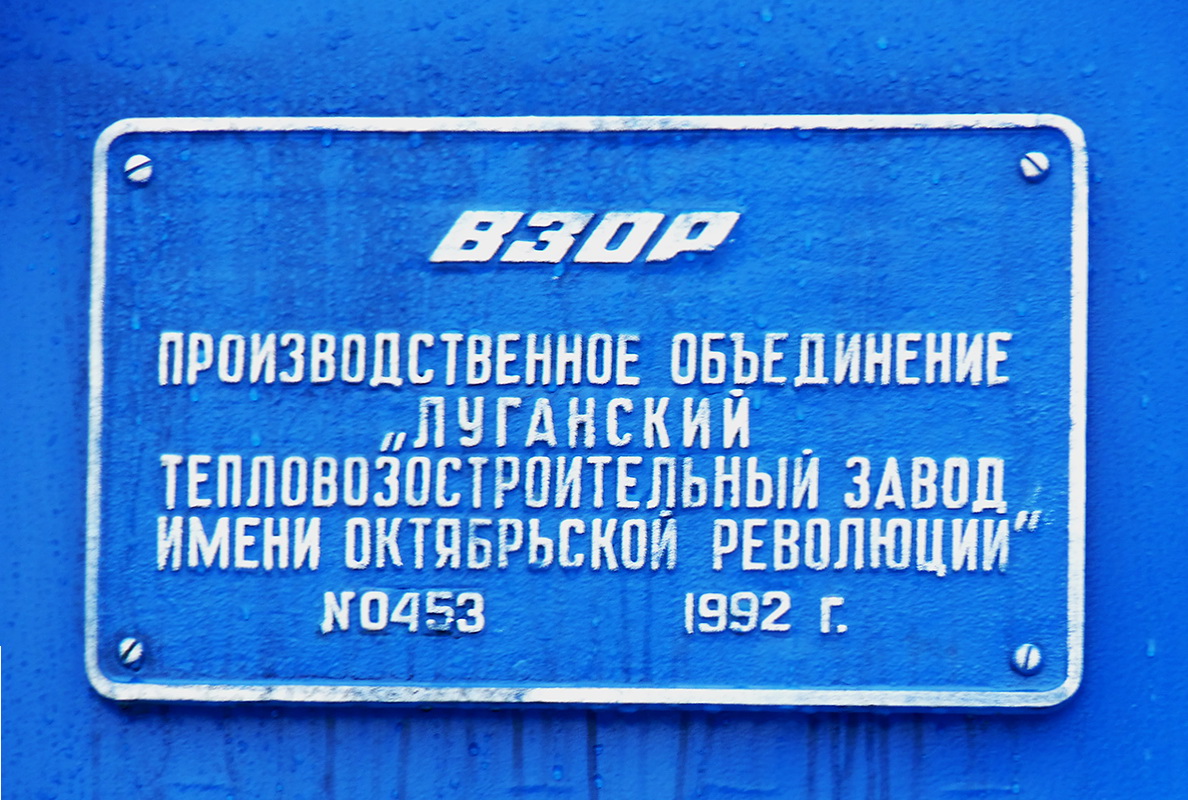 ВЗОР
ПРОИЗВОДСТВЕННОЕ ОБЪЕДИНЕНИЕ
„ЛУГАНСКИЙ
ТЕПЛОВОЗОСТРОИТЕЛЬНЫЙ ЗАВОД
ИМЕНИ ОКТЯБРЬСКОЙ РЕВОЛЮЦИИ"
N0453 1992 г.